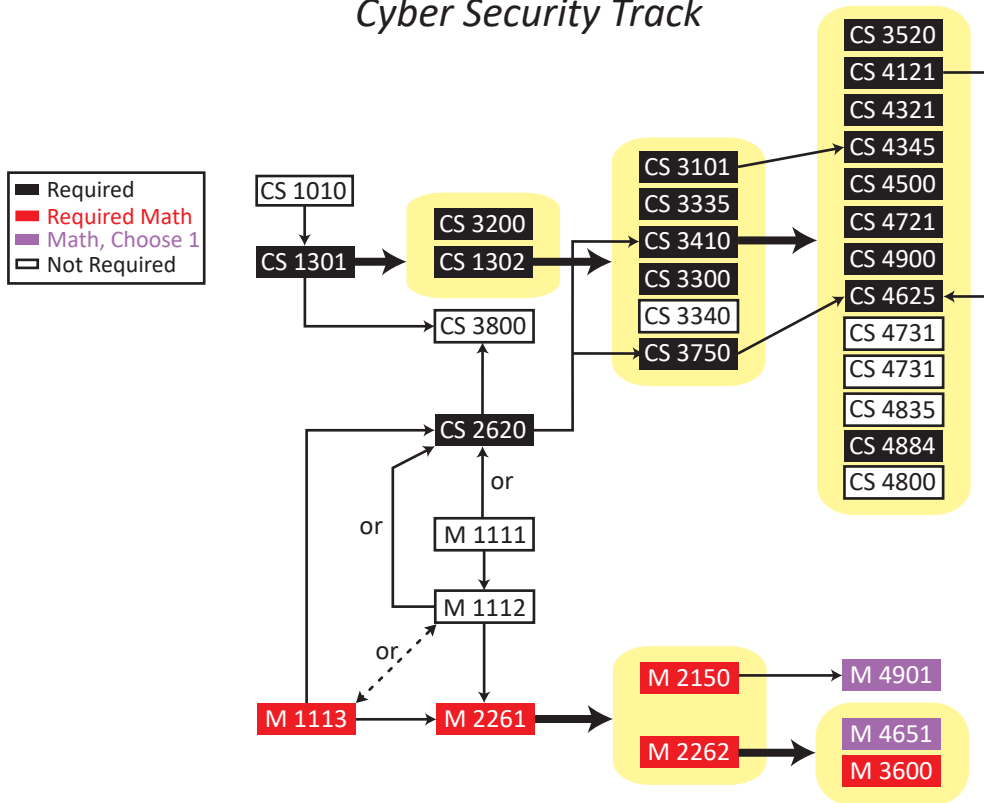 Cyber Security Track
Required
Required Math
Math, Choose 1
Not Required
CS 1010
CS 1301
CS 3200
CS 1302
CS 3800
CS 2620
or
or
M 1111
M 1112
or
M 1113
M 2261
CS 3101
CS 3335
CS 3410
CS 3300
CS 3340
CS 3750
CS 3520
CS 4121
CS 4321
CS 4345
CS 4500
CS 4721
CS 4900
CS 4625
CS 4731
CS 4731
CS 4835
CS 4884
CS 4800
M 2150
M 2262
M 4901
M 4651
M 3600